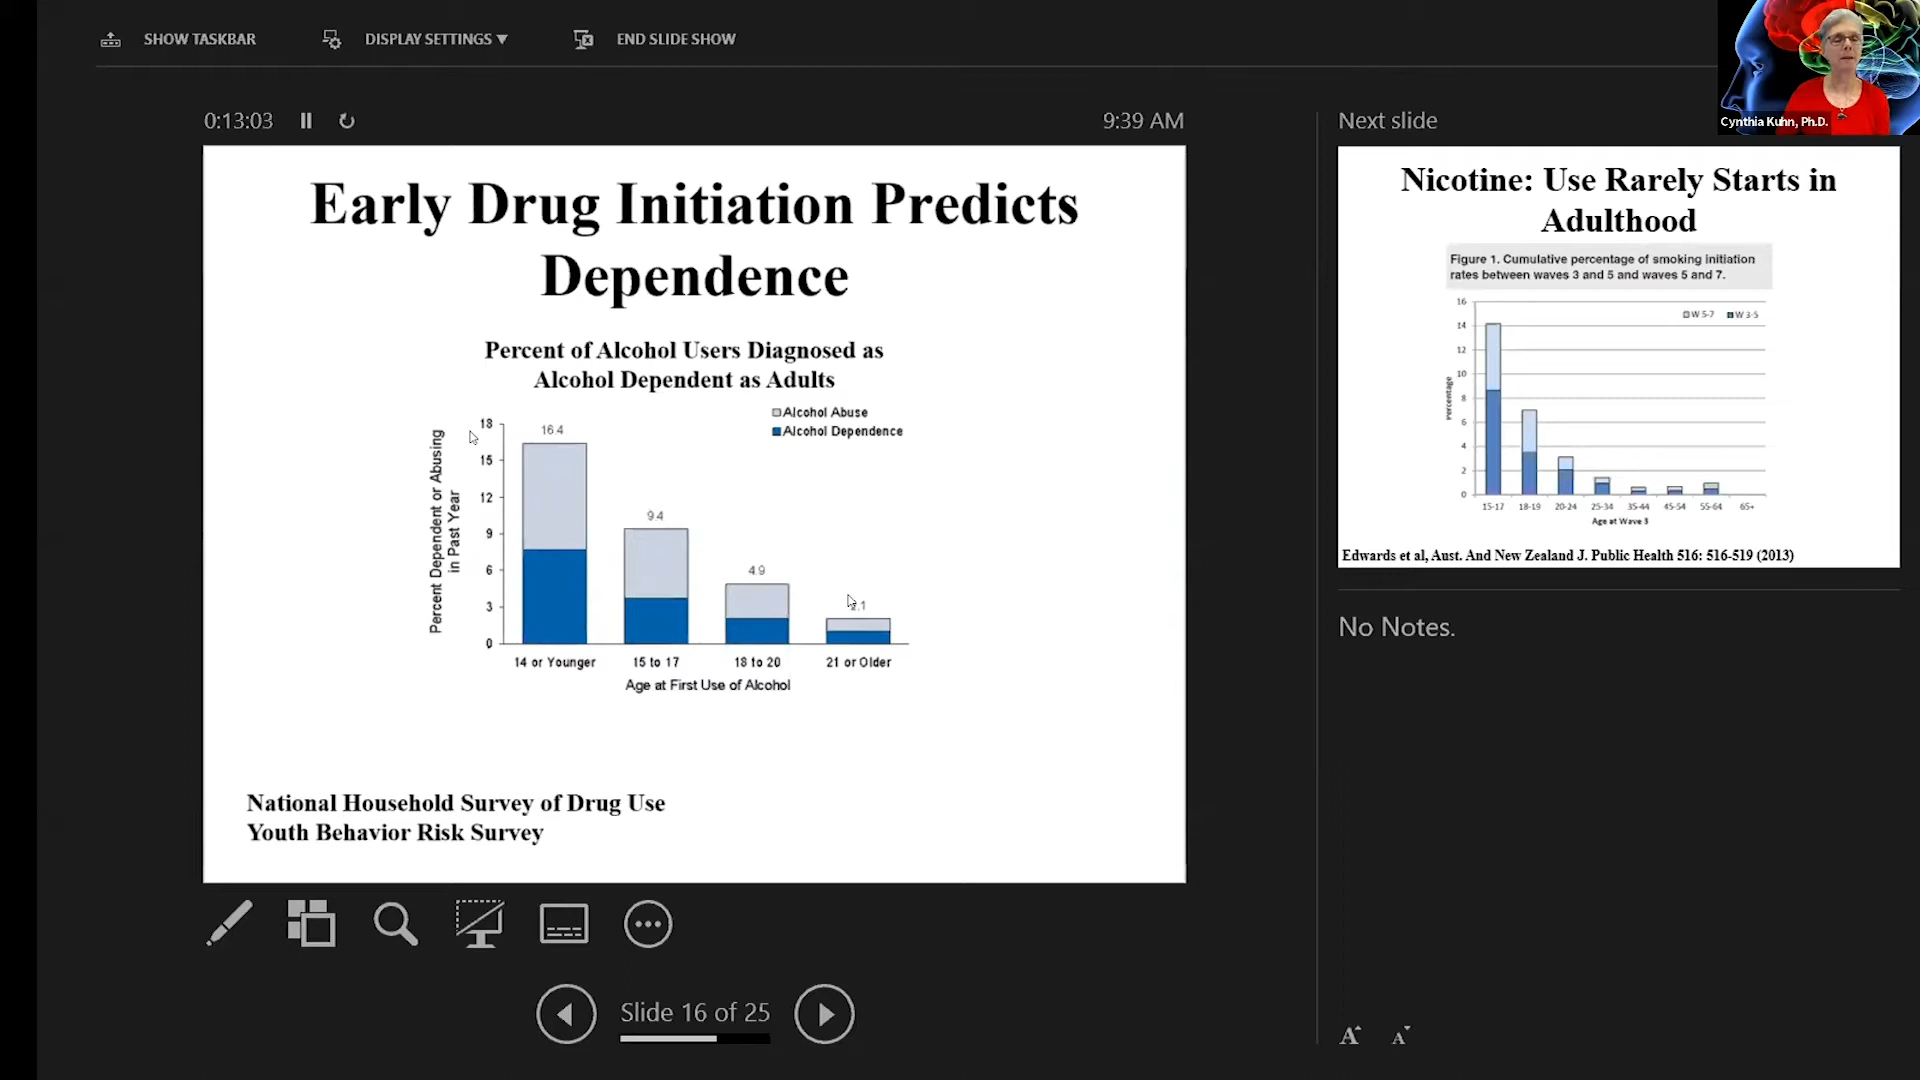 SHOW TASKBAR
DISPLAY SETTINGS ▼
END SLIDE SHOW
Cynthia Kuhn, Ph.D.
0:13:03
9:39 AM
Early Drug Initiation Predicts
Dependence
Percent of Alcohol Users Diagnosed as
Alcohol Dependent as Adults
Alcohol Abuse
Alcohol Dependence
Percent Dependent or Abusing
in Past Year
18
15
12
9
6
3
0
16.4
9.4
4.9
.1
14 or Younger
15 to 17
18 to 20
21 or Older
Age at First Use of Alcohol
National Household Survey of Drug Use
Youth Behavior Risk Survey
Slide 16 of 25
Next slide
Nicotine: Use Rarely Starts in
Adulthood
Figure 1. Cumulative percentage of smoking initiation
rates between waves 3 and 5 and waves 5 and 7.
W 5-7
W 3-5
Percentage
16
14
12
10
8
6
4
2
0
15-17
18-19
20-24
25-34
35-44
45-54
55-64
65+
Age at Wave 3
Edwards et al, Aust. And New Zealand J. Public Health 516: 516-519 (2013)
No Notes.
A
A